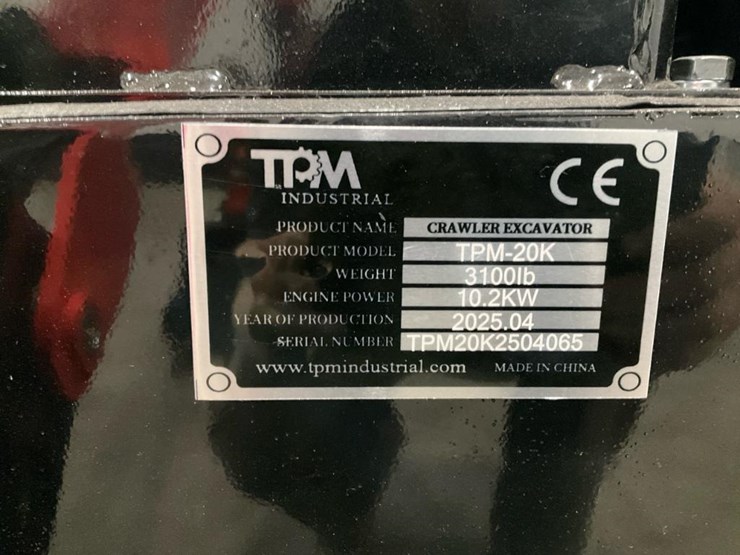 TPM
INDUSTRIAL
CE
PRODUCT NAME CRAWLER EXCAVATOR
PRODUCT MODEL TPM-20K
WEIGHT 3100lb
ENGINE POWER 10.2KW
YEAR OF PRODUCTION 2025.04
SERIAL NUMBER TPM20K2504065
www.tpmindustrial.com MADE IN CHINA